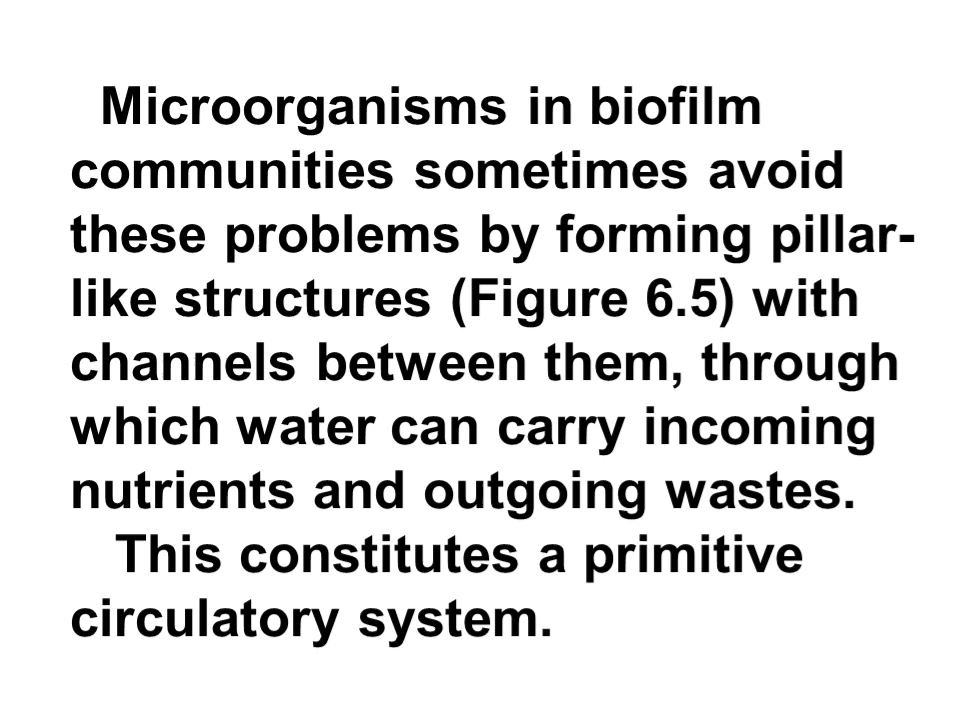 Microorganisms in biofilm
communities sometimes avoid
these problems by forming pillar-
like structures (Figure 6.5) with
channels between them, through
which water can carry incoming
nutrients and outgoing wastes.
This constitutes a primitive
circulatory system.